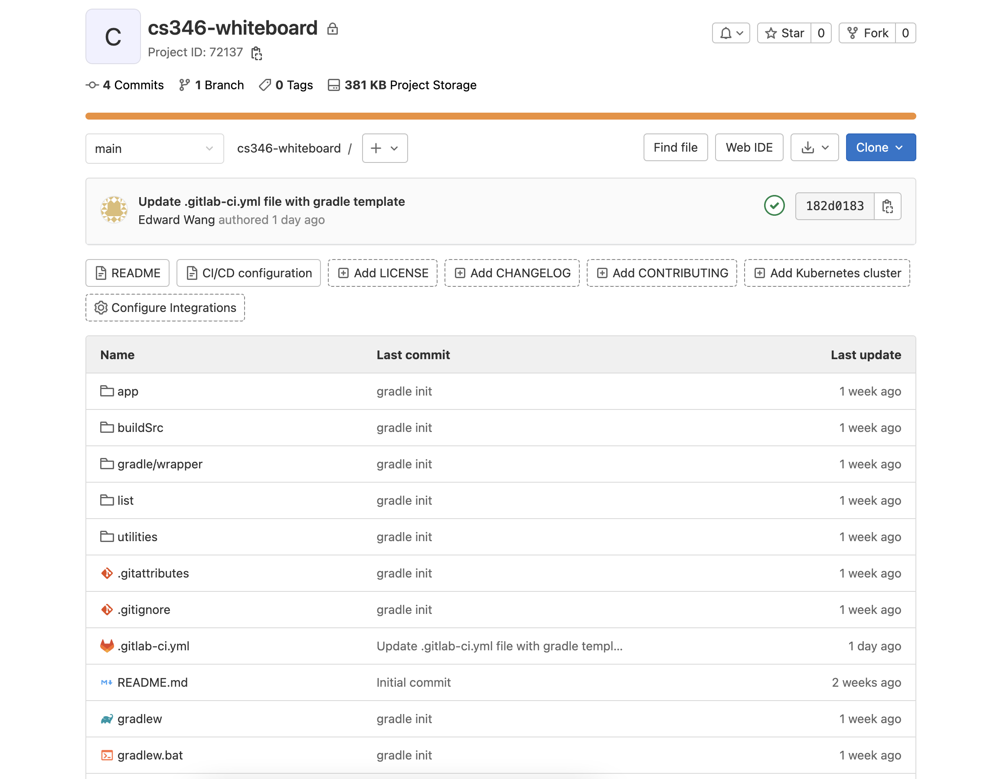 C
cs346-whiteboard
Project ID: 72137
Star 0
Fork 0
4 Commits 1 Branch 0 Tags 381 KB Project Storage
main
cs346-whiteboard /
Find file
Web IDE
Clone
Update .gitlab-ci.yml file with gradle template
Edward Wang authored 1 day ago
182d0183
README
CI/CD configuration
Add LICENSE
Add CHANGELOG
Add CONTRIBUTING
Add Kubernetes cluster
Configure Integrations
Name Last commit Last update
app gradle init 1 week ago
buildSrc gradle init 1 week ago
gradle/wrapper gradle init 1 week ago
list gradle init 1 week ago
utilities gradle init 1 week ago
.gitattributes gradle init 1 week ago
.gitignore gradle init 1 week ago
.gitlab-ci.yml Update .gitlab-ci.yml file with gradle templ... 1 day ago
README.md Initial commit 2 weeks ago
gradlew gradle init 1 week ago
gradlew.bat gradle init 1 week ago